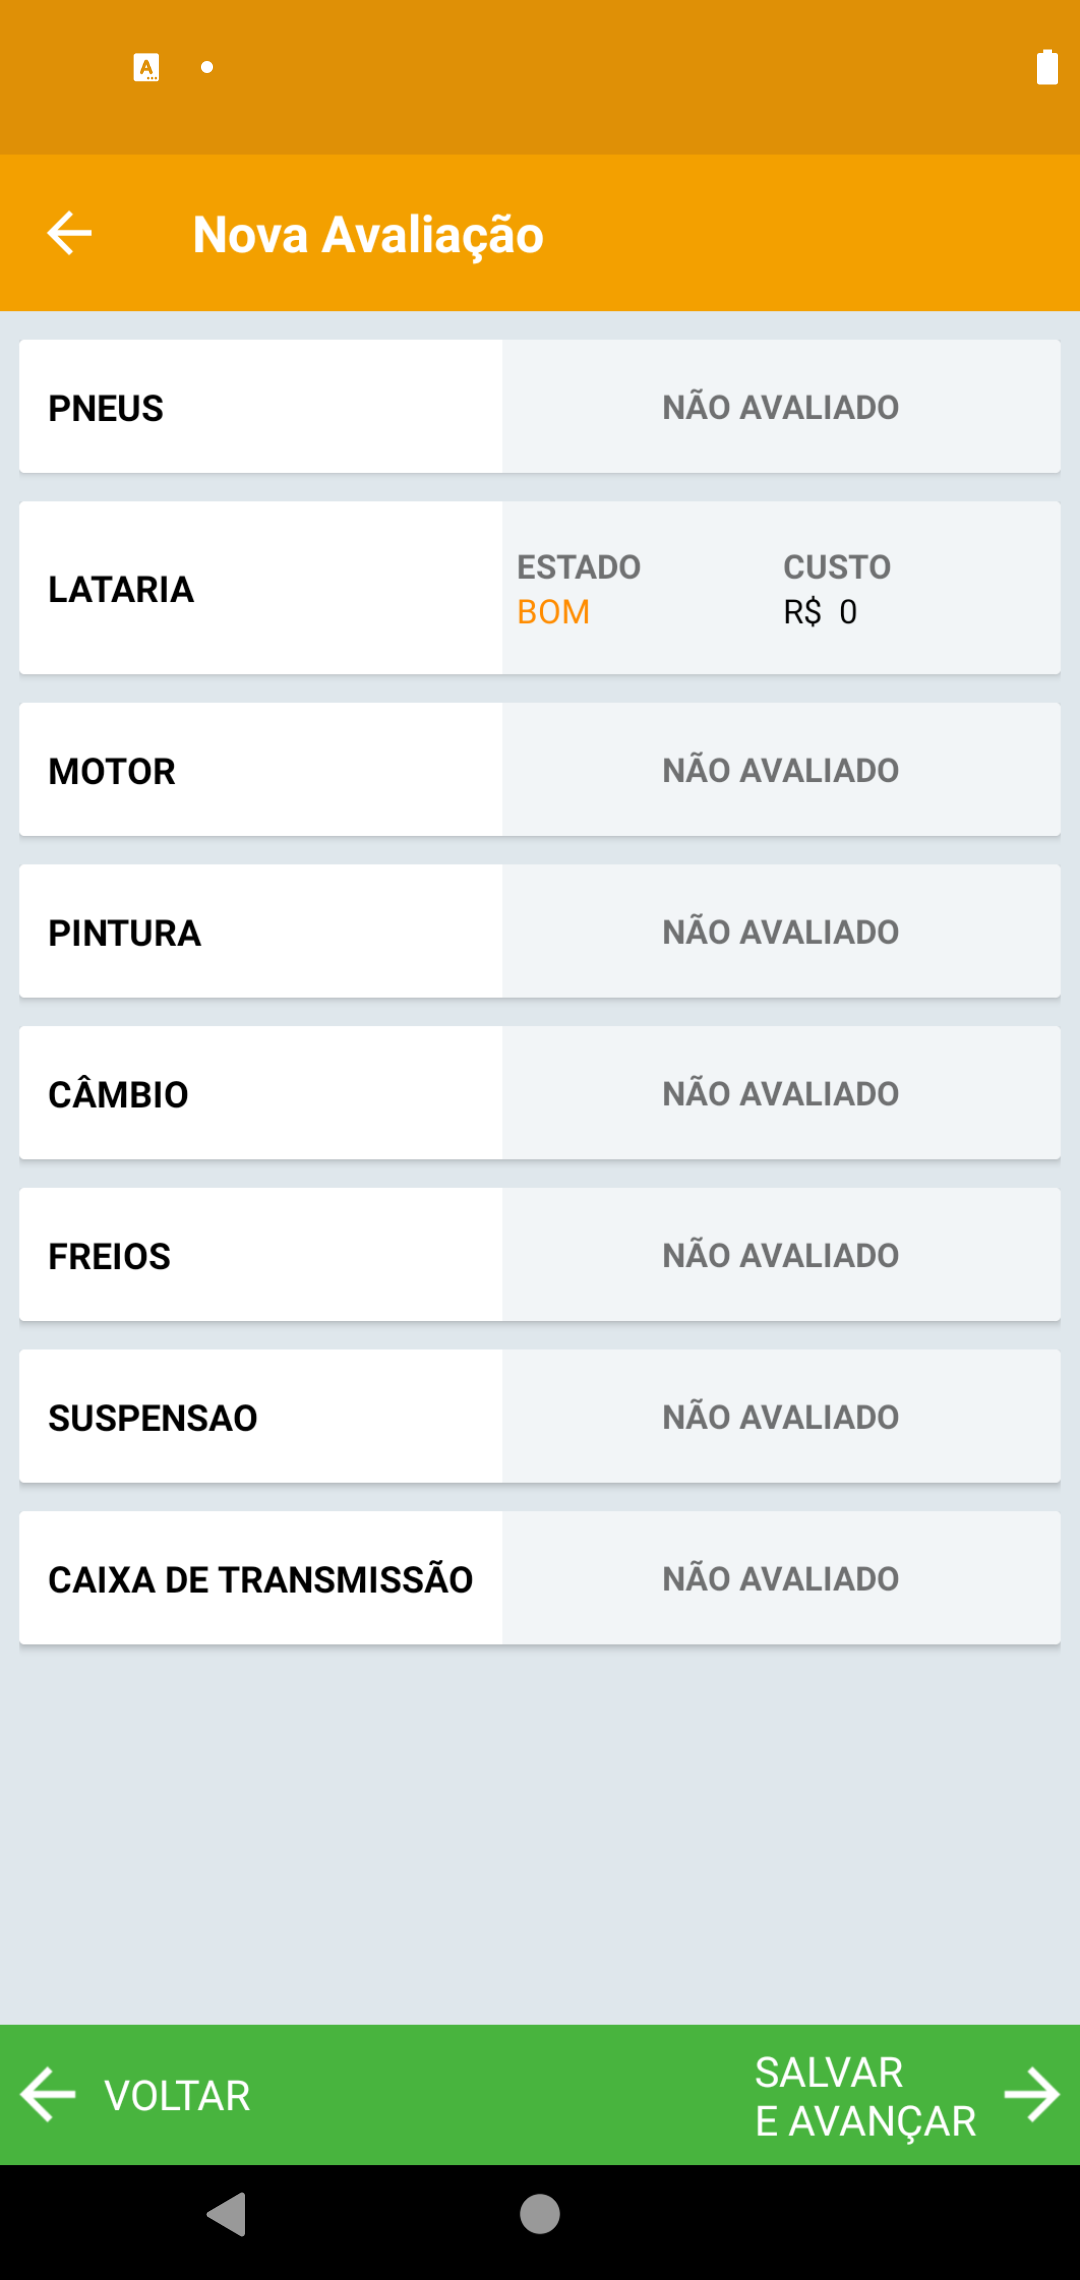 Nova Avaliação
PNEUS NÃO AVALIADO
LATARIA
ESTADO CUSTO
BOM R$ 0
MOTOR NÃO AVALIADO
PINTURA NÃO AVALIADO
CÂMBIO NÃO AVALIADO
FREIOS NÃO AVALIADO
SUSPENSAO NÃO AVALIADO
CAIXA DE TRANSMISSÃO NÃO AVALIADO
VOLTAR
SALVAR
E AVANÇAR